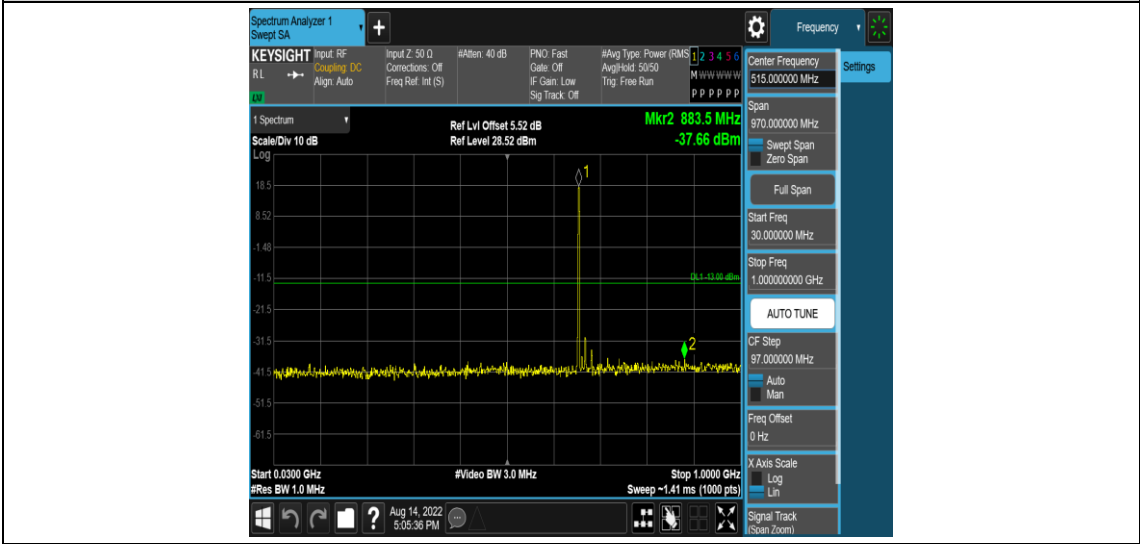 Spectrum Analyzer 1
Swept SA
+
Frequency
KEYSIGHT
RL
Input: RF
Coupling: DC
Align: Auto
Input Z: 50 Ω
Corrections: Off
Freq Ref: Int (S)
#Atten: 40 dB
PNO: Fast
Gate: Off
IF Gain: Low
Sig Track: Off
#Avg Type: Power (RMS
Avg|Hold: 50/50
Trig: Free Run
1 2 3 4 5 6
M W W W W W
P P P P P P
1 Spectrum
Scale/Div 10 dB
Log
Ref Lvl Offset 5.52 dB
Ref Level 28.52 dBm
Mkr2 883.5 MHz
-37.66 dBm
1
18.5
8.52
-1.48
-11.5
DL1 -13.00 dBm
-21.5
-31.5
2
-41.5
-51.5
-61.5
Start 0.0300 GHz
#Res BW 1.0 MHz
#Video BW 3.0 MHz
Stop 1.0000 GHz
Sweep ~1.41 ms (1000 pts)
?
Aug 14, 2022
5:05:36 PM
Center Frequency
515.000000 MHz
Settings
Span
970.000000 MHz
Swept Span
Zero Span
Full Span
Start Freq
30.000000 MHz
Stop Freq
1.000000000 GHz
AUTO TUNE
CF Step
97.000000 MHz
Auto
Man
Freq Offset
0 Hz
X Axis Scale
Log
Lin
Signal Track
(Span Zoom)